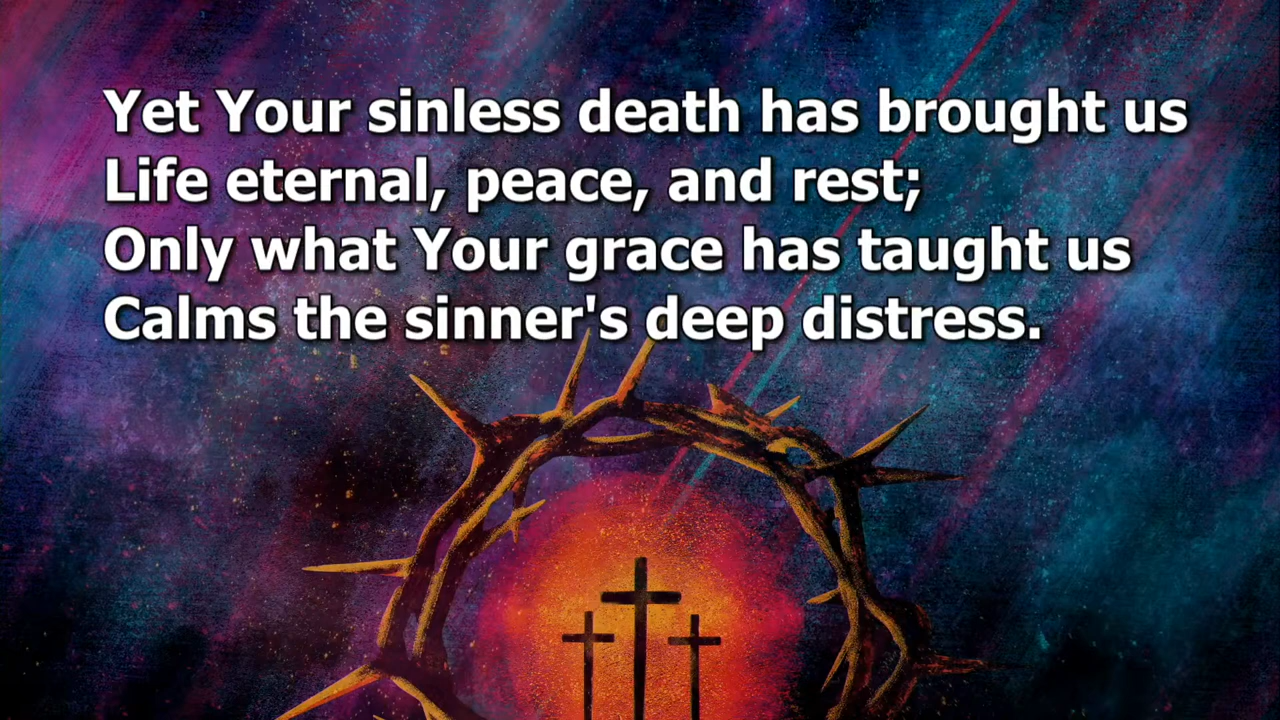 Yet Your sinless death has brought us
Life eternal, peace, and rest;
Only what Your grace has taught us
Calms the sinner's deep distress.